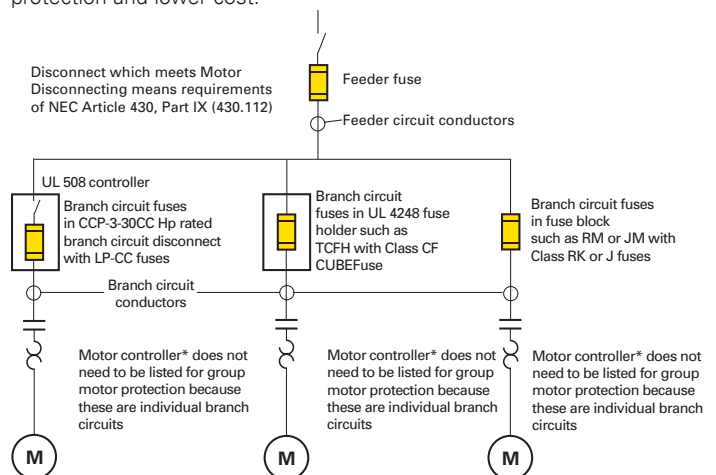 protection and lower cost.
Disconnect which meets Motor
Disconnecting means requirements
of NEC Article 430, Part IX (430.112)
Feeder fuse
Feeder circuit conductors
UL 508 controller
Branch circuit fuses
in CCP-3-30CC Hp rated
branch circuit disconnect
with LP-CC fuses
Branch circuit
fuses in UL 4248 fuse
holder such as
TCFH with Class CF
CUBEFuse
Branch circuit fuses
in fuse block
such as RM or JM with
Class RK or J fuses
Branch circuit
conductors
Motor controller* does not
need to be listed for group
motor protection because
these are individual branch
circuits
Motor controller* does not
need to be listed for group
motor protection because
these are individual branch
circuits
Motor controller* does not
need to be listed for group
motor protection because
these are individual branch
circuits
M
M
M